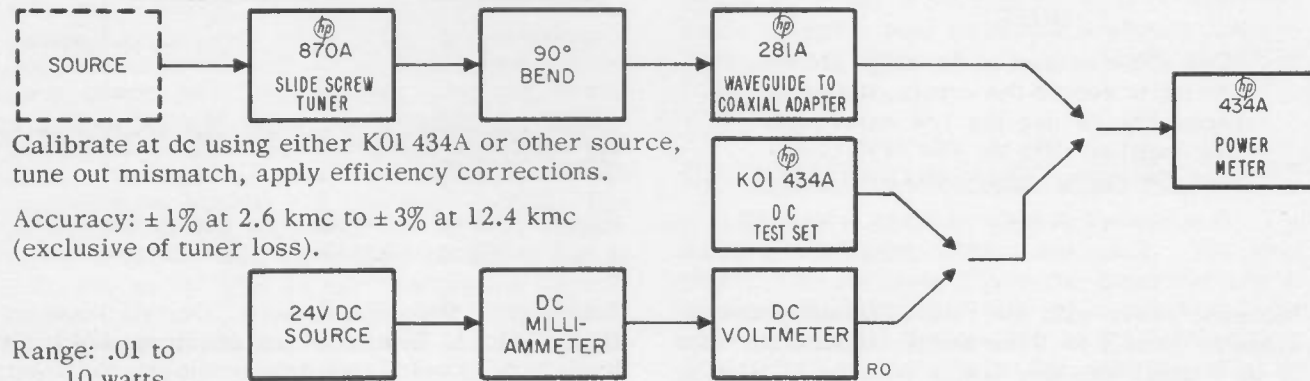 SOURCE
hp
870A
SLIDE SCREW
TUNER
90°
BEND
hp
281A
WAVEGUIDE TO
COAXIAL ADAPTER
hp
434A
POWER
METER
Calibrate at dc using either K01 434A or other source,
tune out mismatch, apply efficiency corrections.
Accuracy: ± 1% at 2.6 kmc to ± 3% at 12.4 kmc
(exclusive of tuner loss).
hp
K01 434A
DC
TEST SET
Range: .01 to
10 watts
24V DC
SOURCE
DC
MILLI-
AMMETER
DC
VOLTMETER
RO